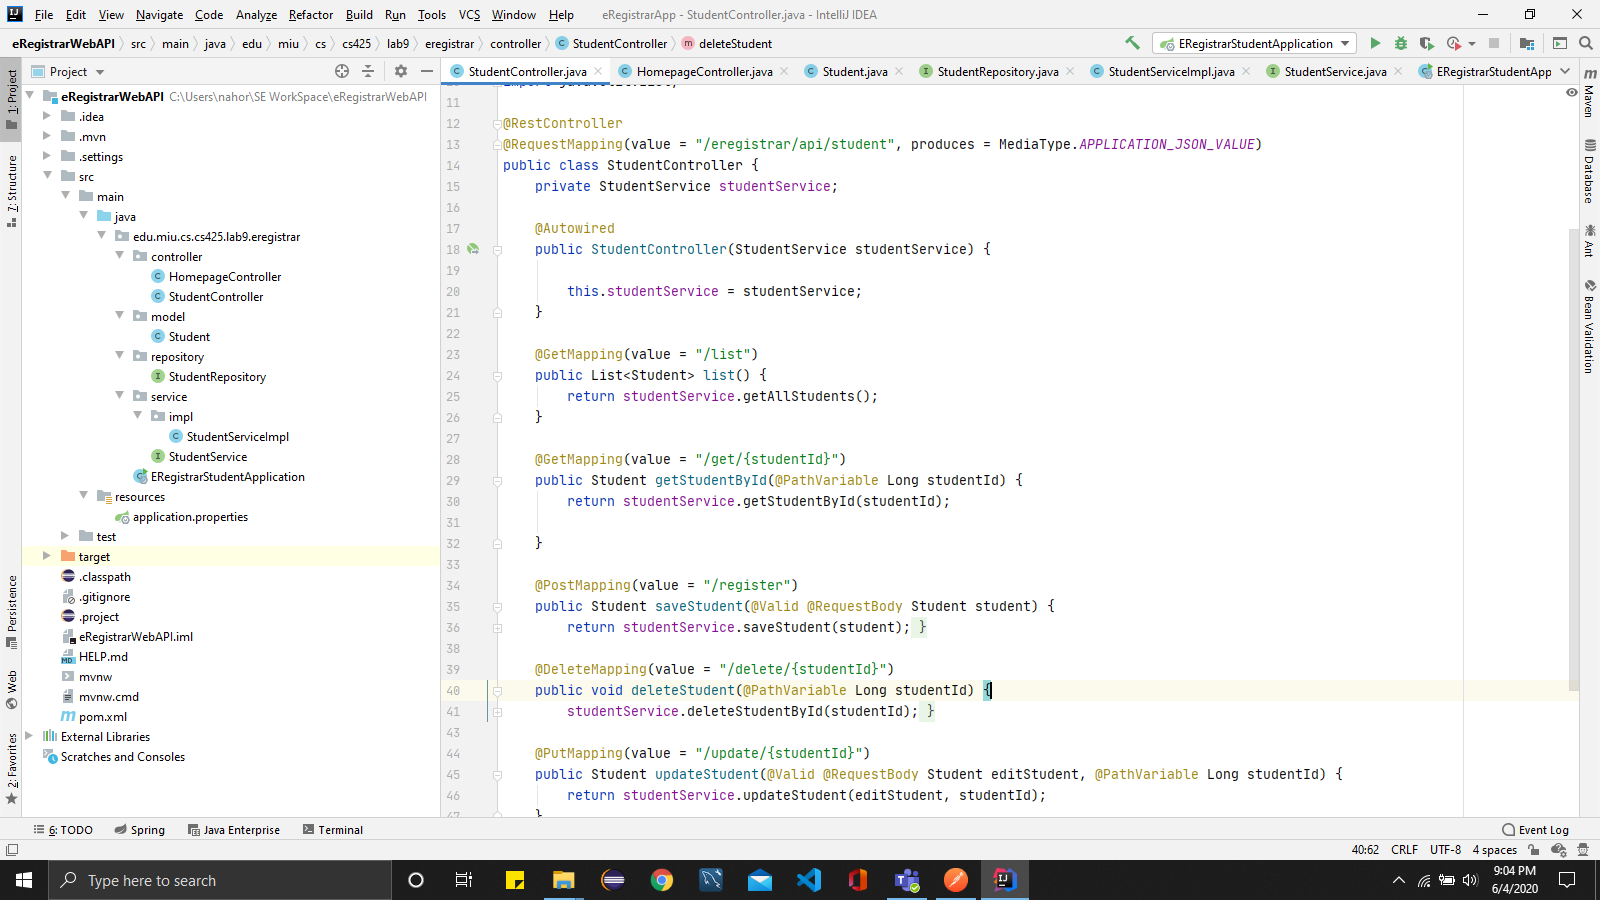 File Edit View Navigate Code Analyze Refactor Build Run Tools VCS Window Help eRegistrarApp - StudentController.java - IntelliJ IDEA
eRegistrarWebAPI src main java edu miu cs cs425 lab9 eregistrar controller StudentController deleteStudent
ERegistrarStudentApplication
Project
StudentController.java HomepageController.java Student.java StudentRepository.java StudentServiceImpl.java StudentService.java ERegistrarStudentApp
1: Project
7: Structure
Persistence
Web
2: Favorites
eRegistrarWebAPI C:\Users\nahor\SE WorkSpace\eRegistrarWebAPI
.idea
.mvn
.settings
src
main
java
edu.miu.cs.cs425.lab9.eregistrar
controller
HomepageController
StudentController
model
Student
repository
StudentRepository
service
impl
StudentServiceImpl
StudentService
ERegistrarStudentApplication
resources
application.properties
test
target
.classpath
.gitignore
.project
eRegistrarWebAPI.iml
HELP.md
mvnw
mvnw.cmd
pom.xml
External Libraries
Scratches and Consoles
11
12 @RestController
13 @RequestMapping(value = "/eregistrar/api/student", produces = MediaType.APPLICATION_JSON_VALUE)
14 public class StudentController {
15 private StudentService studentService;
16
17 @Autowired
18 public StudentController(StudentService studentService) {
19
20 this.studentService = studentService;
21 }
22
23 @GetMapping(value = "/list")
24 public List<Student> list() {
25 return studentService.getAllStudents();
26 }
27
28 @GetMapping(value = "/get/{studentId}")
29 public Student getStudentById(@PathVariable Long studentId) {
30 return studentService.getStudentById(studentId);
31
32 }
33
34 @PostMapping(value = "/register")
35 public Student saveStudent(@Valid @RequestBody Student student) {
36 return studentService.saveStudent(student); }
38
39 @DeleteMapping(value = "/delete/{studentId}")
40 public void deleteStudent(@PathVariable Long studentId) {
41 studentService.deleteStudentById(studentId); }
43
44 @PutMapping(value = "/update/{studentId}")
45 public Student updateStudent(@Valid @RequestBody Student editStudent, @PathVariable Long studentId) {
46 return studentService.updateStudent(editStudent, studentId);
47 }
Maven
Database
Ant
Bean Validation
6: TODO Spring Java Enterprise Terminal Event Log
40:62 CRLF UTF-8 4 spaces
Type here to search
9:04 PM
6/4/2020